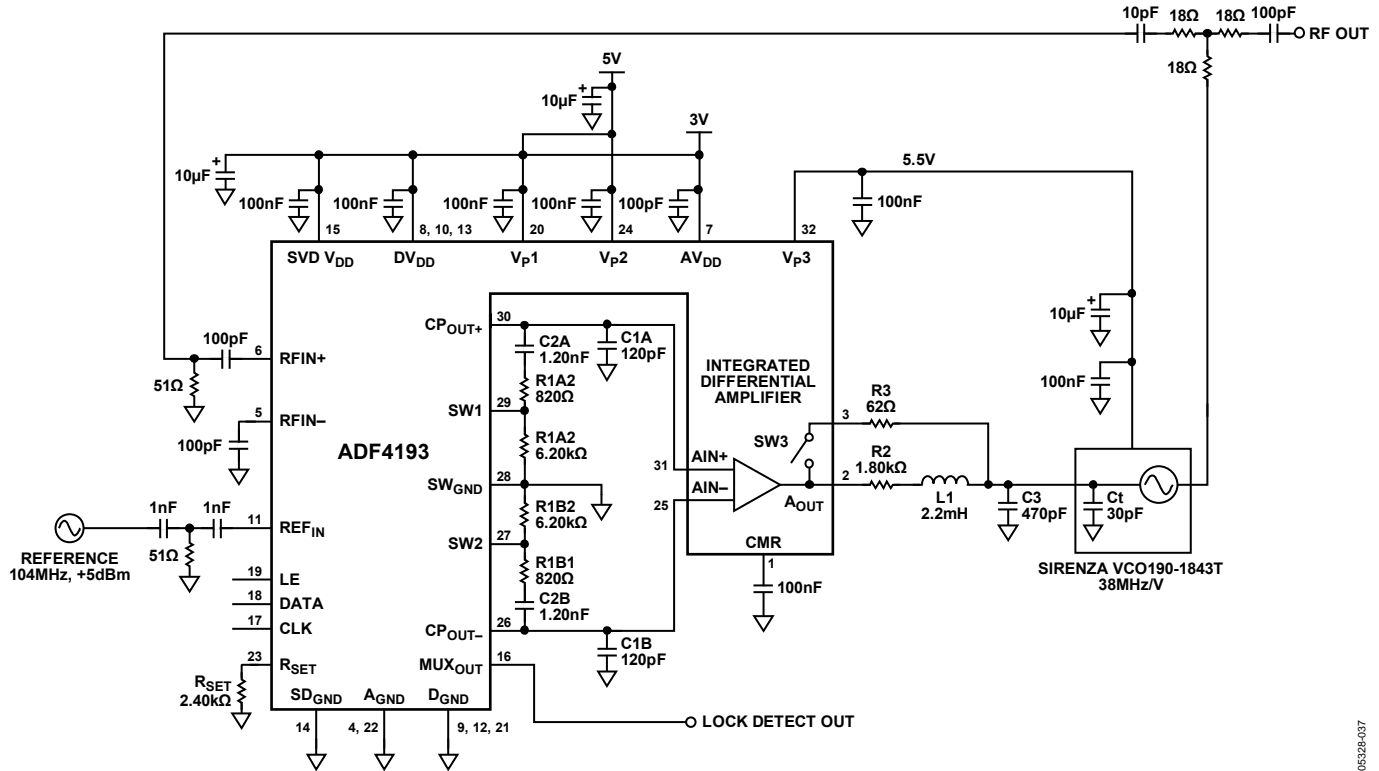 10pF 18Ω 18Ω 100pF
RF OUT
18Ω
5V
10µF +
3V
+
10µF
5.5V
100nF 100nF 100nF 100nF 100pF 100nF
15 8, 10, 13 20 24 7 32
SVD VDD DVDD VP1 VP2 AVDD VP3
+
10µF
100nF
30
CPOUT+
C2A
1.20nF
C1A
120pF
100pF
6 RFIN+
51Ω
INTEGRATED
DIFFERENTIAL
AMPLIFIER
R1A2
820Ω
29
SW1
5 RFIN–
100pF
R3
62Ω
3
SW3
ADF4193
R1A2
6.20kΩ
AIN+
31
R2
1.80kΩ
2
28
SWGND
AIN–
25
AOUT
L1
2.2mH
C3
470pF
Ct
30pF
R1B2
6.20kΩ
1nF 1nF
11 REFIN
51Ω
REFERENCE
104MHz, +5dBm
27
SW2
R1B1
820Ω
CMR
1
100nF
SIRENZA VCO190-1843T
38MHz/V
19 LE
18 DATA
17 CLK
C2B
1.20nF
26
CPOUT–
C1B
120pF
23 RSET
RSET
2.40kΩ
16
MUXOUT
SDGND AGND DGND
14 4, 22 9, 12, 21
LOCK DETECT OUT
05328-037